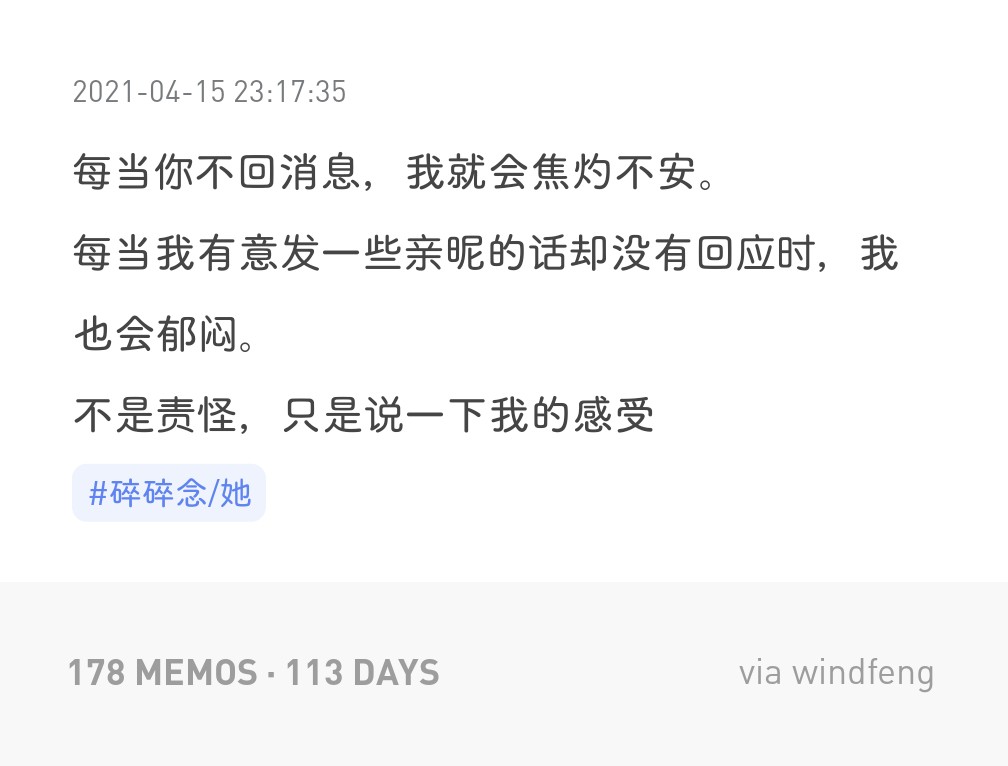 2021-04-15 23:17:35
每当你不回消息，我就会焦灼不安。
每当我有意发一些亲昵的话却没有回应时，我
也会郁闷。
不是责怪，只是说一下我的感受
#碎碎念/她
178 MEMOS · 113 DAYS
via windfeng